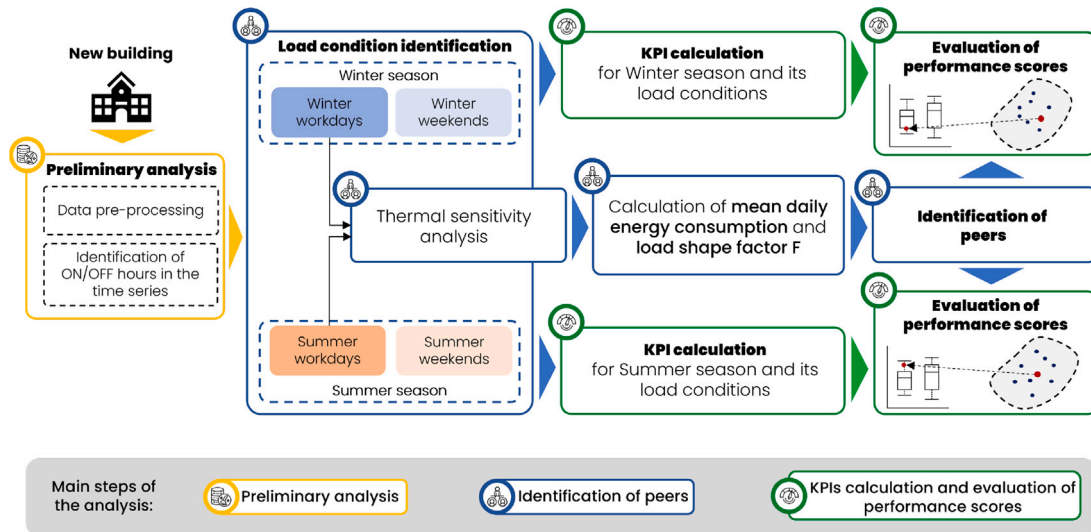 New building
Preliminary analysis
Data pre-processing
Identification of
ON/OFF hours in the
time series
Load condition identification
Winter season
Winter
workdays
Winter
weekends
Thermal sensitivity
analysis
Summer
workdays
Summer
weekends
Summer season
KPI calculation
for Winter season and its
load conditions
Calculation of mean daily
energy consumption and
load shape factor F
KPI calculation
for Summer season and its
load conditions
Evaluation of
performance scores
Identification of
peers
Evaluation of
performance scores
Main steps of
the analysis:
Preliminary analysis
Identification of peers
KPIs calculation and evaluation of
performance scores